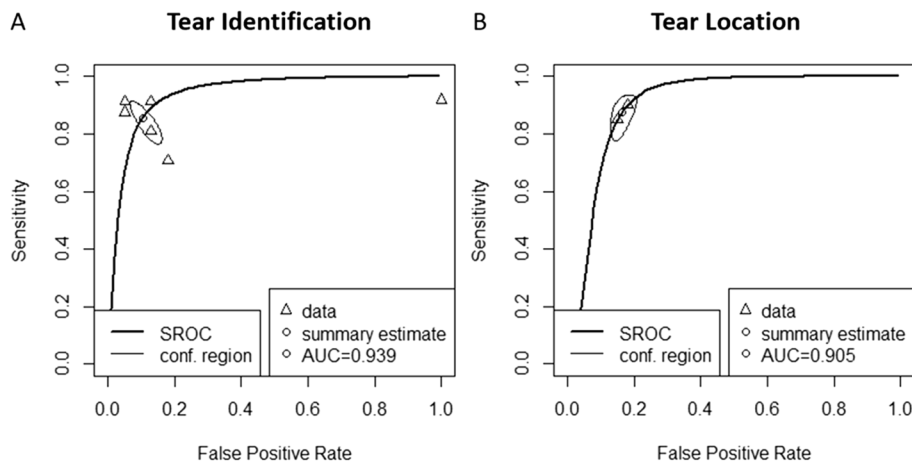 A
Tear Identification
Sensitivity
1.0
0.8
0.6
0.4
0.2
0.0
SROC
conf. region
data
summary estimate
AUC=0.939
0.0 0.2 0.4 0.6 0.8 1.0
False Positive Rate
B
Tear Location
Sensitivity
1.0
0.8
0.6
0.4
0.2
0.0
SROC
conf. region
data
summary estimate
AUC=0.905
0.0 0.2 0.4 0.6 0.8 1.0
False Positive Rate